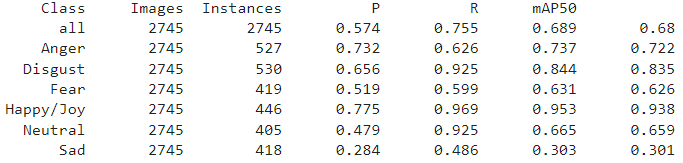 Class Images Instances P R mAP50
all 2745 2745 0.574 0.755 0.689 0.68
Anger 2745 527 0.732 0.626 0.737 0.722
Disgust 2745 530 0.656 0.925 0.844 0.835
Fear 2745 419 0.519 0.599 0.631 0.626
Happy/Joy 2745 446 0.775 0.969 0.953 0.938
Neutral 2745 405 0.479 0.925 0.665 0.659
Sad 2745 418 0.284 0.486 0.303 0.301